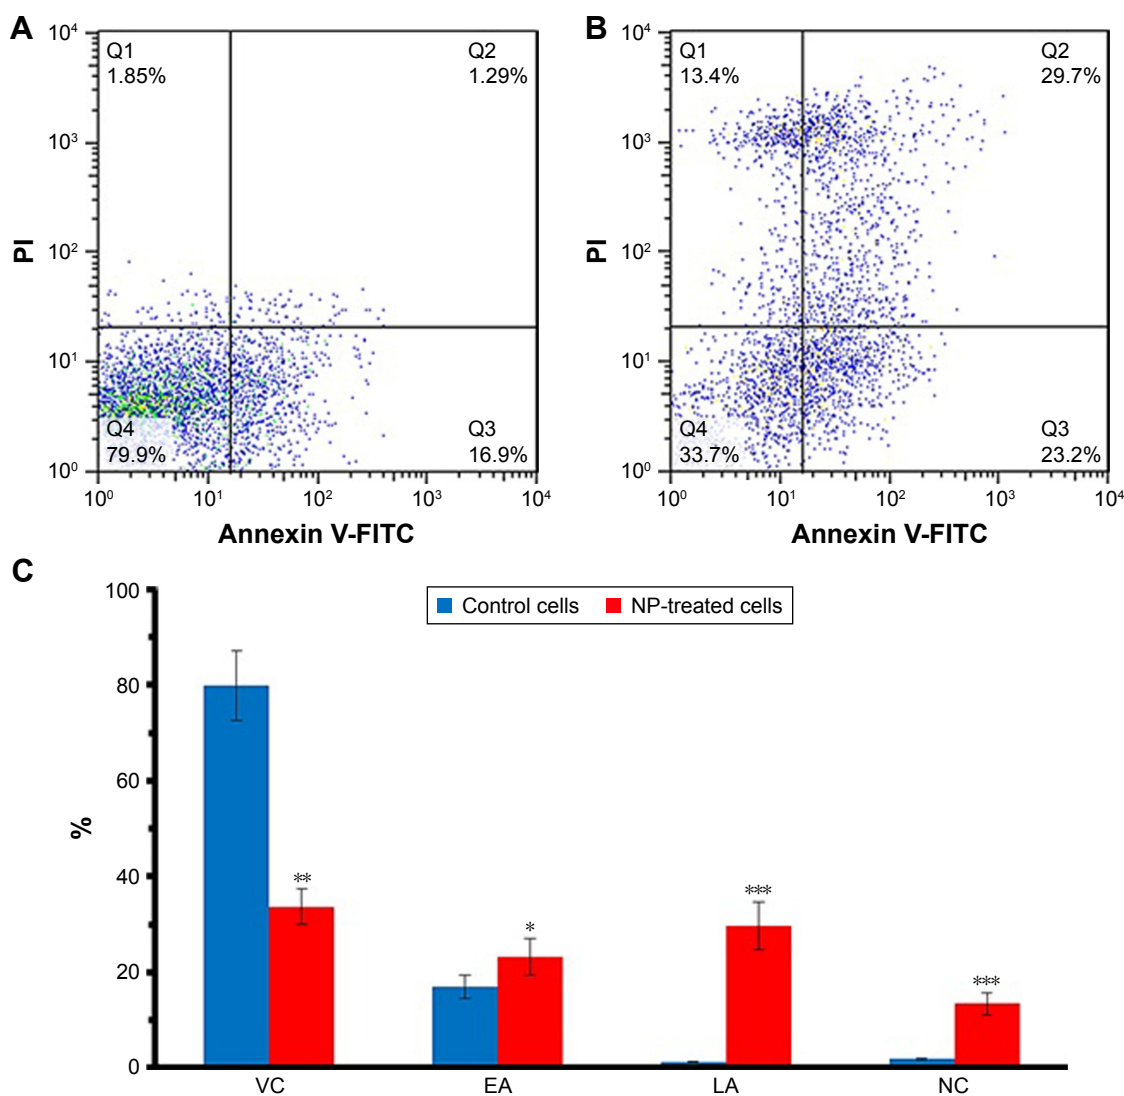 A
PI
10⁴
10³
10²
10¹
10⁰
Q1
1.85%
Q2
1.29%
Q4
79.9%
Q3
16.9%
10⁰ 10¹ 10² 10³ 10⁴
Annexin V-FITC
B
PI
10⁴
10³
10²
10¹
10⁰
Q1
13.4%
Q2
29.7%
Q4
33.7%
Q3
23.2%
10⁰ 10¹ 10² 10³ 10⁴
Annexin V-FITC
C
Control cells NP-treated cells
%
100
80
60
40
20
0
**
*
***
***
VC EA LA NC